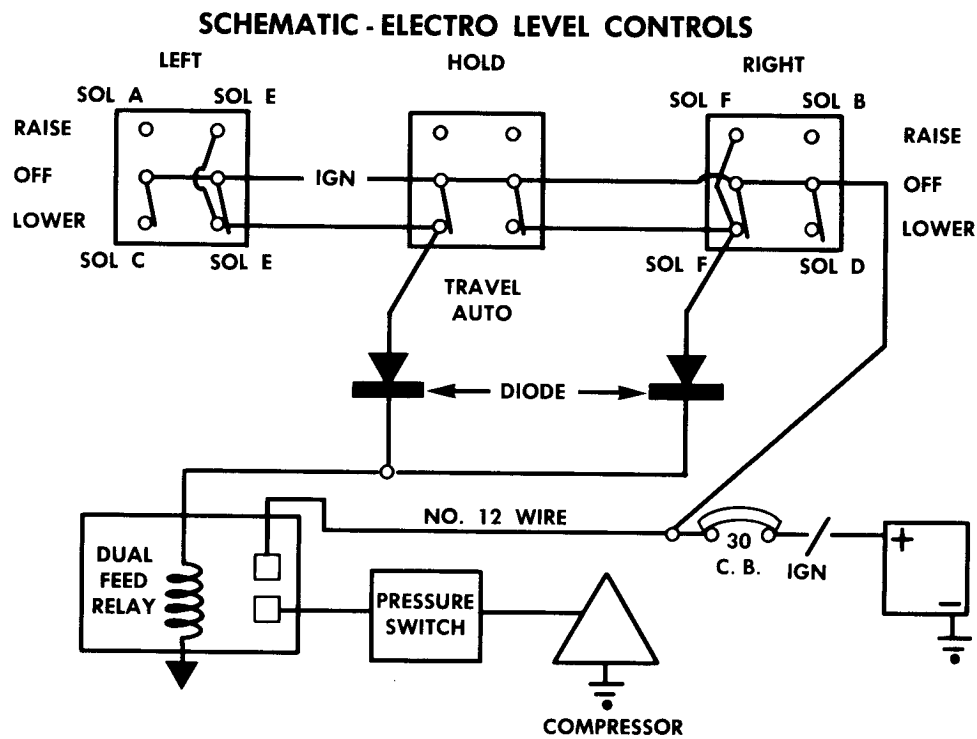 SCHEMATIC - ELECTRO LEVEL CONTROLS
LEFT
HOLD
RIGHT
SOL A
SOL E
SOL F
SOL B
RAISE
RAISE
OFF
IGN
OFF
LOWER
LOWER
SOL C
SOL E
SOL F
SOL D
TRAVEL
AUTO
DIODE
NO. 12 WIRE
DUAL
FEED
RELAY
PRESSURE
SWITCH
30
C. B.
IGN
+
−
COMPRESSOR